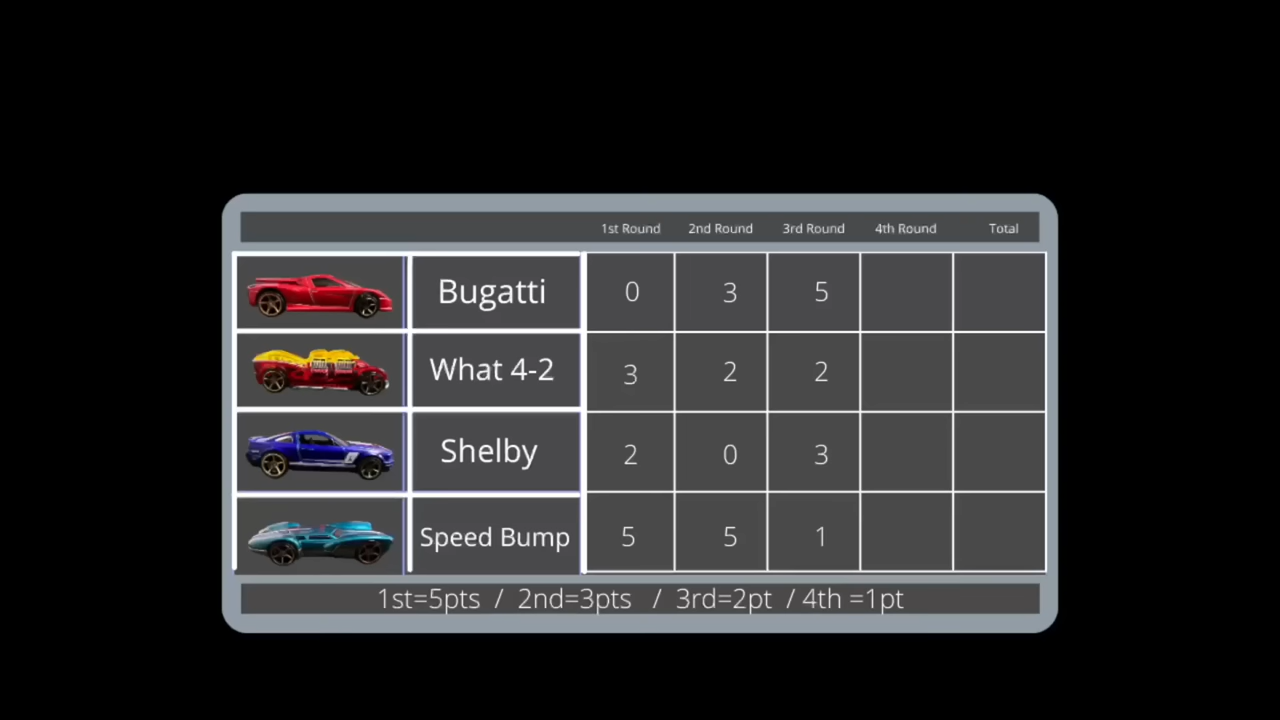 1st Round 2nd Round 3rd Round 4th Round Total
Bugatti 0 3 5
What 4-2 3 2 2
Shelby 2 0 3
Speed Bump 5 5 1
1st=5pts / 2nd=3pts / 3rd=2pt / 4th =1pt